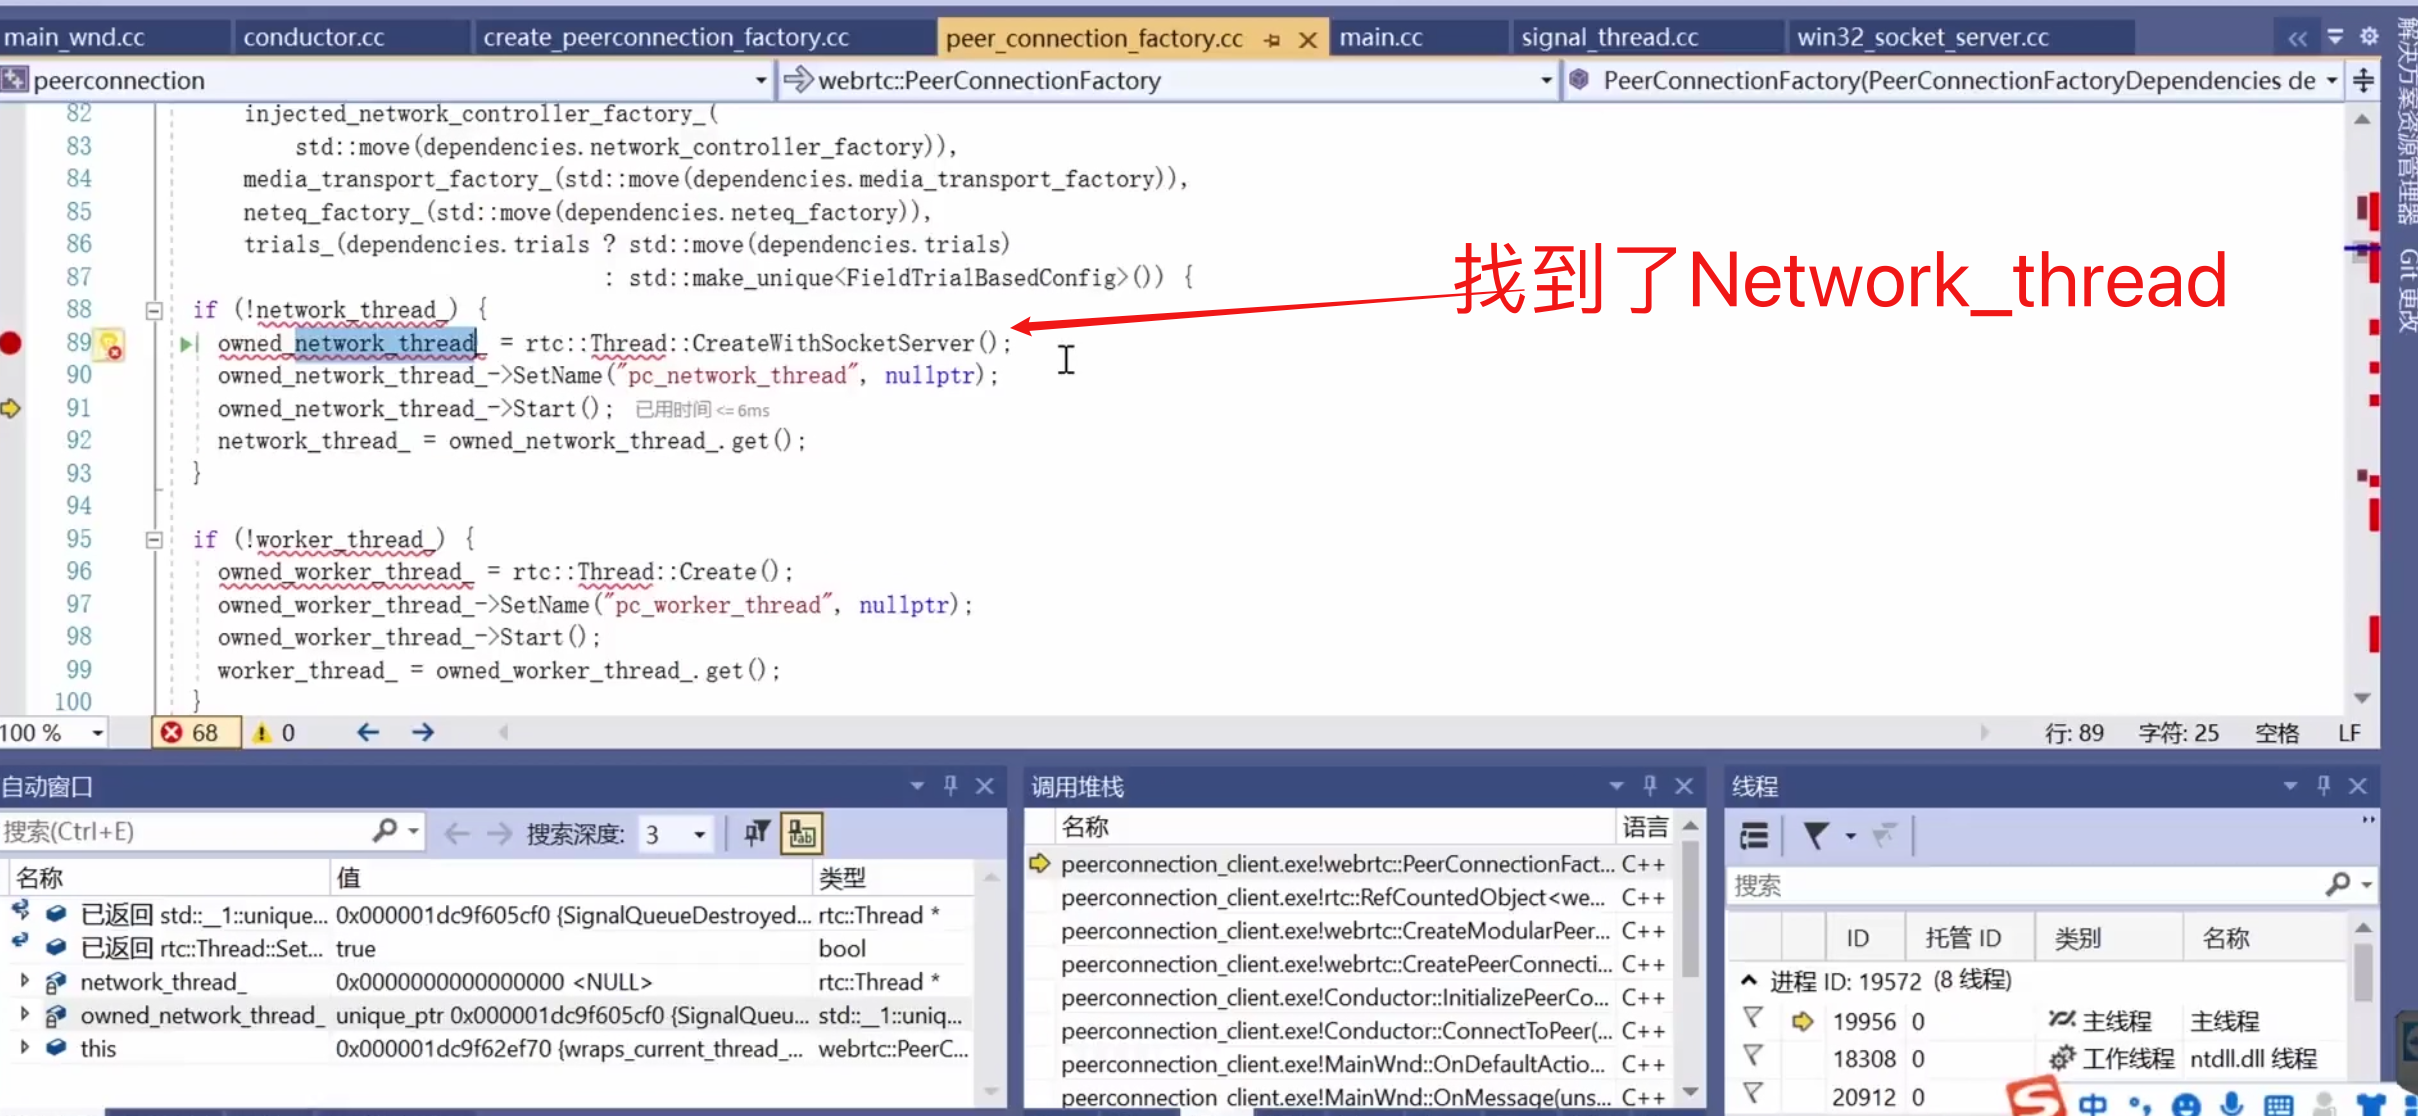 main_wnd.cc conductor.cc create_peerconnection_factory.cc peer_connection_factory.cc main.cc signal_thread.cc win32_socket_server.cc
peerconnection webrtc::PeerConnectionFactory PeerConnectionFactory(PeerConnectionFactoryDependencies de
82 injected_network_controller_factory_(
83 std::move(dependencies.network_controller_factory)),
84 media_transport_factory_(std::move(dependencies.media_transport_factory)),
85 neteq_factory_(std::move(dependencies.neteq_factory)),
86 trials_(dependencies.trials ? std::move(dependencies.trials)
87 : std::make_unique<FieldTrialBasedConfig>()) {
找到了Network_thread
88 if (!network_thread_) {
89 owned_network_thread_ = rtc::Thread::CreateWithSocketServer();
90 owned_network_thread_->SetName("pc_network_thread", nullptr);
91 owned_network_thread_->Start(); 已用时间 <= 6ms
92 network_thread_ = owned_network_thread_.get();
93 }
94
95 if (!worker_thread_) {
96 owned_worker_thread_ = rtc::Thread::Create();
97 owned_worker_thread_->SetName("pc_worker_thread", nullptr);
98 owned_worker_thread_->Start();
99 worker_thread_ = owned_worker_thread_.get();
100 }
100 % 68 0 行: 89 字符: 25 空格 LF
解决方案资源管理器
Git 更改
自动窗口
搜索(Ctrl+E) 搜索深度: 3
名称 值 类型
已返回 std::__1::unique... 0x000001dc9f605cf0 {SignalQueueDestroyed... rtc::Thread *
已返回 rtc::Thread::Set... true bool
network_thread_ 0x0000000000000000 <NULL> rtc::Thread *
owned_network_thread_ unique_ptr 0x000001dc9f605cf0 {SignalQueu... std::__1::uniq...
this 0x000001dc9f62ef70 {wraps_current_thread_... webrtc::PeerC...
调用堆栈
名称 语言
peerconnection_client.exe!webrtc::PeerConnectionFact... C++
peerconnection_client.exe!rtc::RefCountedObject<we... C++
peerconnection_client.exe!webrtc::CreateModularPeer... C++
peerconnection_client.exe!webrtc::CreatePeerConnecti... C++
peerconnection_client.exe!Conductor::InitializePeerCo... C++
peerconnection_client.exe!Conductor::ConnectToPeer(... C++
peerconnection_client.exe!MainWnd::OnDefaultActio... C++
peerconnection_client.exe!MainWnd::OnMessage(uns... C++
线程
搜索
ID 托管 ID 类别 名称
进程 ID: 19572 (8 线程)
19956 0 主线程 主线程
18308 0 工作线程 ntdll.dll 线程
20912 0
中